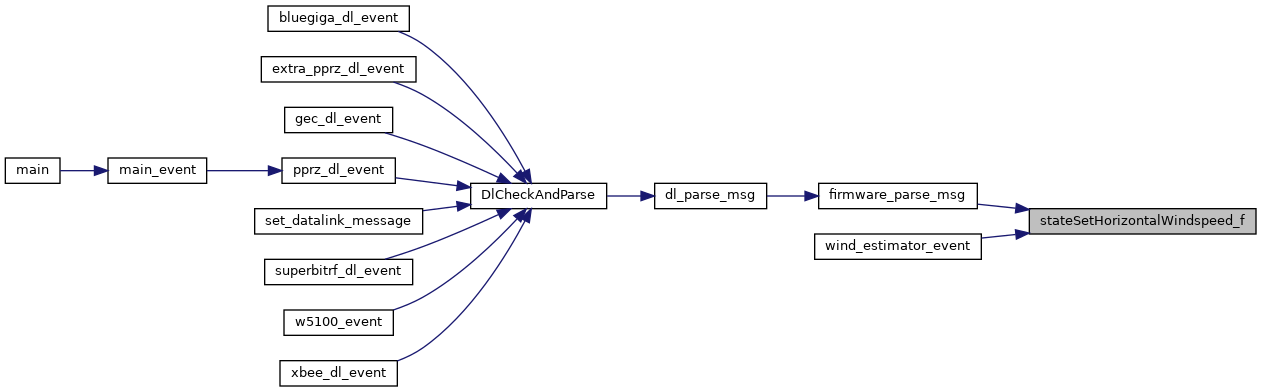 bluegiga_dl_event
extra_pprz_dl_event
gec_dl_event
main
main_event
pprz_dl_event
DlCheckAndParse
dl_parse_msg
firmware_parse_msg
stateSetHorizontalWindspeed_f
set_datalink_message
wind_estimator_event
superbitrf_dl_event
w5100_event
xbee_dl_event